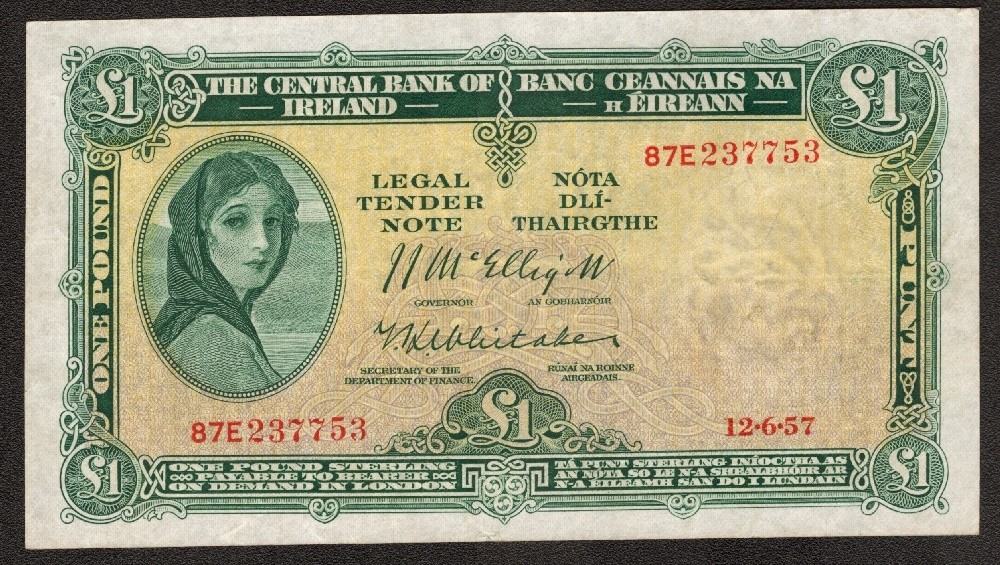 £1
£1
THE CENTRAL BANK OF
— IRELAND —
BANC CEANNAIS NA
— H ÉIREANN —
87E237753
LEGAL
TENDER
NOTE
NÓTA
DLÍ-
THAIRGTHE
ONE POUND
J J McElligott
GOVERNOR
AN GOBHARNÓIR
T. K. Whitaker
SECRETARY OF THE
DEPARTMENT OF FINANCE.
RÚNAÍ NA ROINNE
AIRGEADAIS.
87E237753
£1
12·6·57
£1
ONE POUND STERLING
PAYABLE TO BEARER
ON DEMAND IN LONDON
TÁ PUNT STERLING INÍOCTHA AS
AN NÓTA SO LE N-A SHEALBHÓIR AR
N-A EILEAMH SAN DO I LUNDAIN
£1